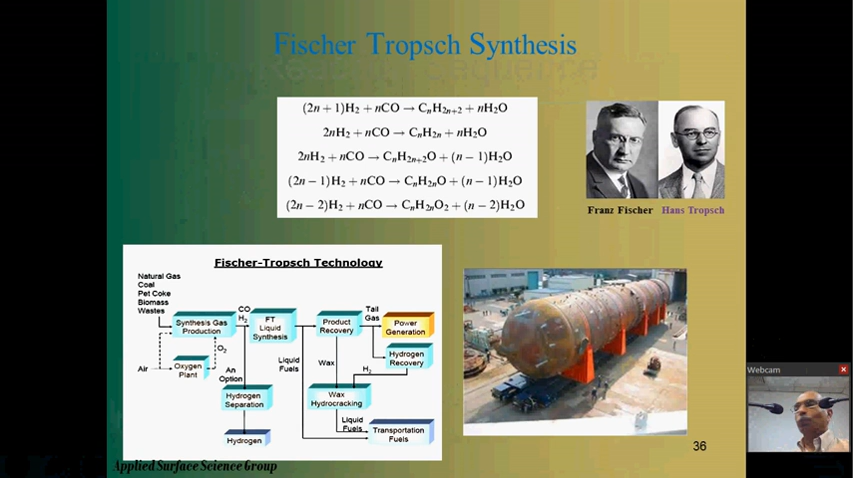 Fischer Tropsch Synthesis
(2n + 1)H₂ + nCO → CₙH₂ₙ₊₂ + nH₂O
2nH₂ + nCO → CₙH₂ₙ + nH₂O
2nH₂ + nCO → CₙH₂ₙ₊₂O + (n − 1)H₂O
(2n − 1)H₂ + nCO → CₙH₂ₙO + (n − 1)H₂O
(2n − 2)H₂ + nCO → CₙH₂ₙO₂ + (n − 2)H₂O
Franz Fischer Hans Tropsch
Fischer-Tropsch Technology
Natural Gas
Coal
Pet Coke
Biomass
Wastes
Synthesis Gas
Production
CO
H₂
FT
Liquid
Synthesis
Product
Recovery
Tail
Gas
Power
Generation
Air
Oxygen
Plant
O₂
An
Option
Liquid
Fuels
Wax
H₂
Hydrogen
Recovery
Hydrogen
Separation
Wax
Hydrocracking
Liquid
Fuels
Hydrogen
Transportation
Fuels
Webcam
36
Applied Surface Science Group